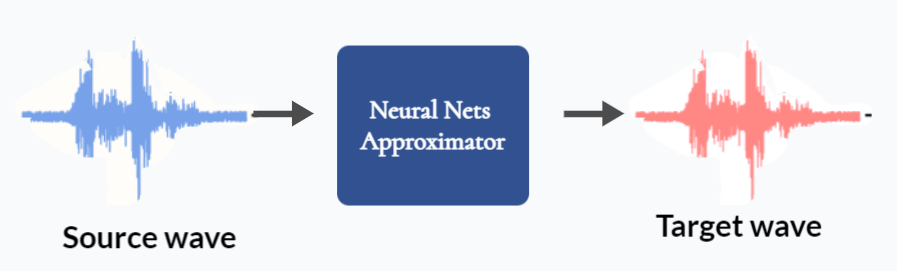 Neural Nets
Approximator
Source wave
Target wave